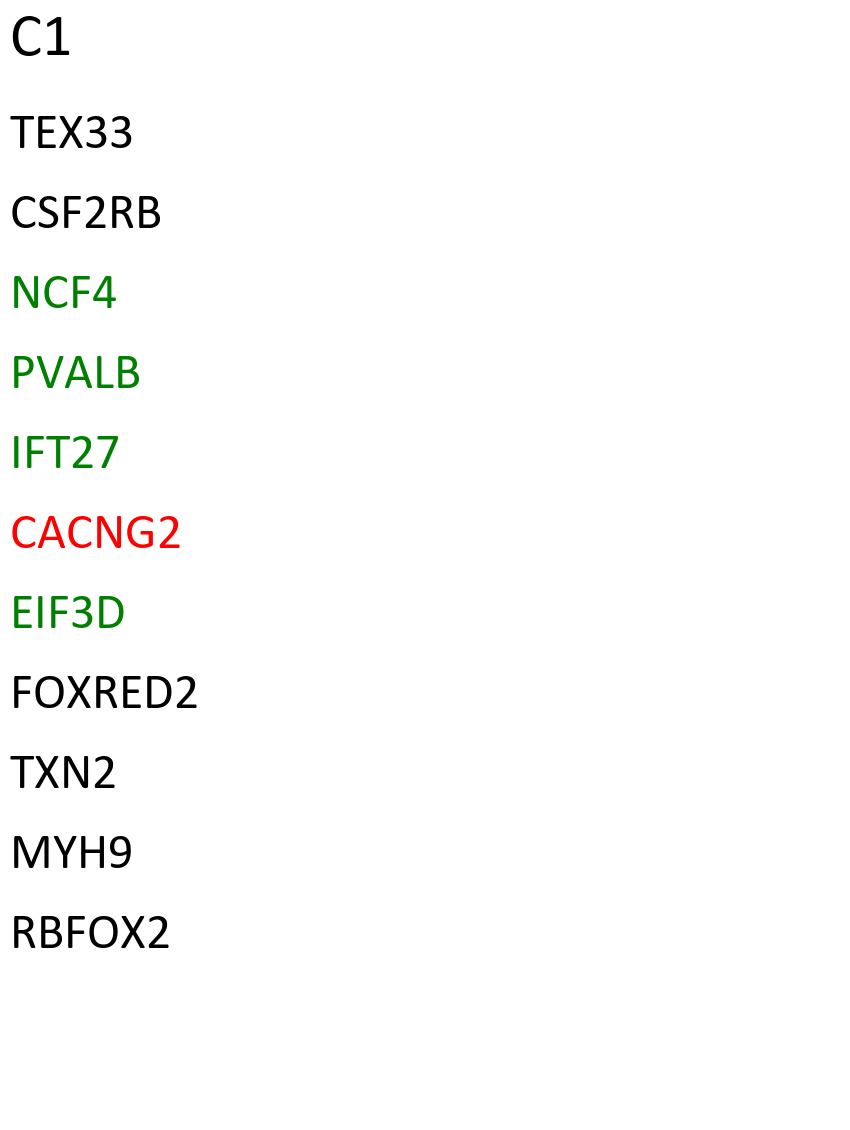 C1
TEX33
CSF2RB
NCF4
PVALB
IFT27
CACNG2
EIF3D
FOXRED2
TXN2
MYH9
RBFOX2